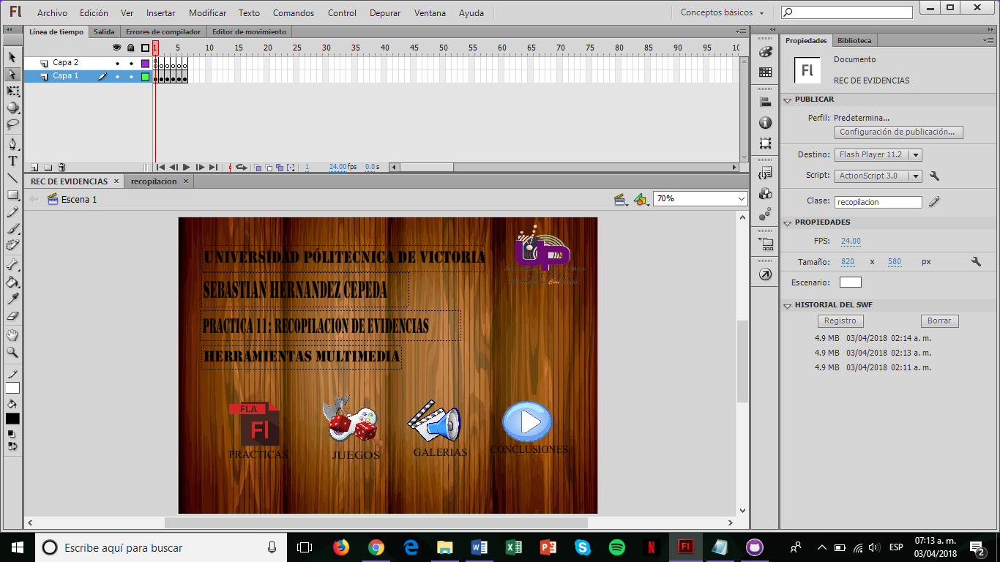 Fl Archivo Edición Ver Insertar Modificar Texto Comandos Control Depurar Ventana Ayuda Conceptos básicos
Línea de tiempo Salida Errores de compilador Editor de movimiento
1 5 10 15 20 25 30 35 40 45 50 55 60 65 70 75 80 85 90 95 10
Capa 2
Capa 1
1 24.00 fps 0.0 s
REC DE EVIDENCIAS × recopilacion ×
Escena 1 70%
UNIVERSIDAD PÓLITECNICA DE VICTORIA
SEBASTIAN HERNANDEZ CEPEDA
PRACTICA 11: RECOPILACION DE EVIDENCIAS
HERRAMIENTAS MULTIMEDIA
FLA
Fl
PRACTICAS
JUEGOS
GALERIAS
CONCLUSIONES
Propiedades Biblioteca
Fl
Documento
REC DE EVIDENCIAS
PUBLICAR
Perfil: Predetermina...
Configuración de publicación...
Destino: Flash Player 11.2
Script: ActionScript 3.0
Clase: recopilacion
PROPIEDADES
FPS: 24.00
Tamaño: 820 x 580 px
Escenario:
HISTORIAL DEL SWF
Registro Borrar
4.9 MB 03/04/2018 02:14 a. m.
4.9 MB 03/04/2018 02:13 a. m.
4.9 MB 03/04/2018 02:11 a. m.
Escribe aquí para buscar
ESP
07:13 a. m.
03/04/2018
2